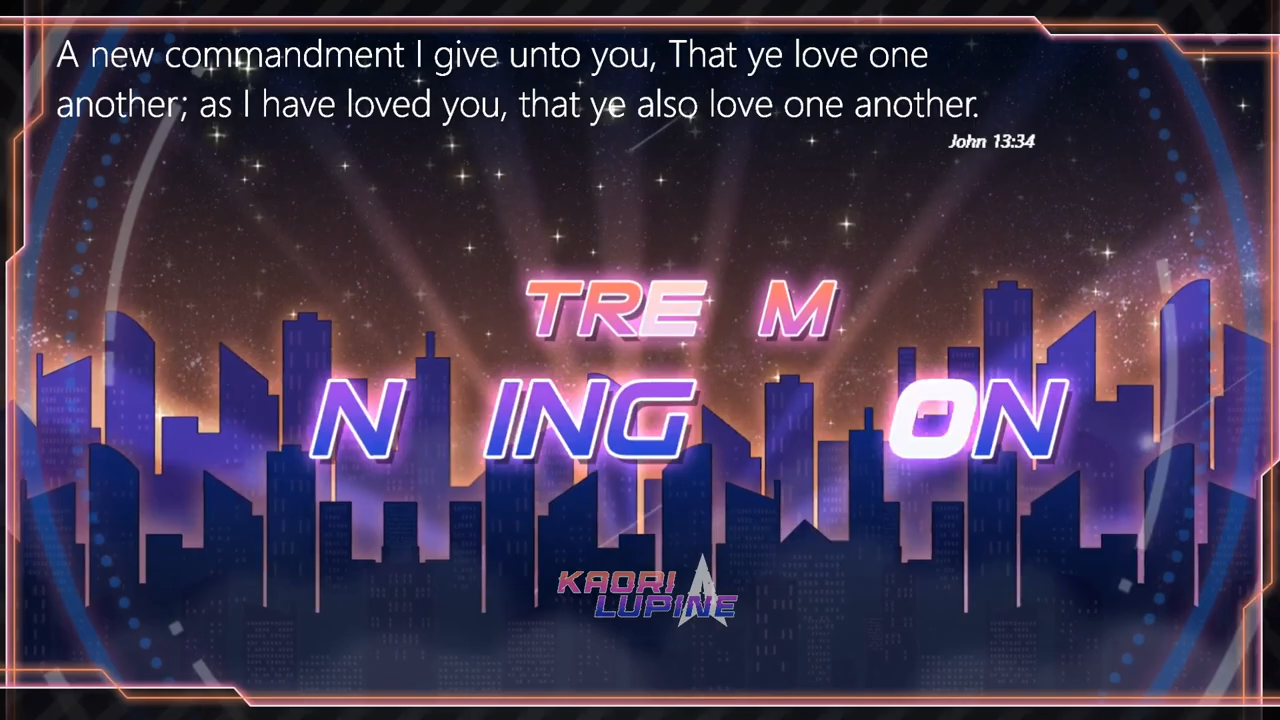 A new commandment I give unto you, That ye love one
another; as I have loved you, that ye also love one another.
John 13:34
TRE M
N ING ON
KAORI
LUPINE